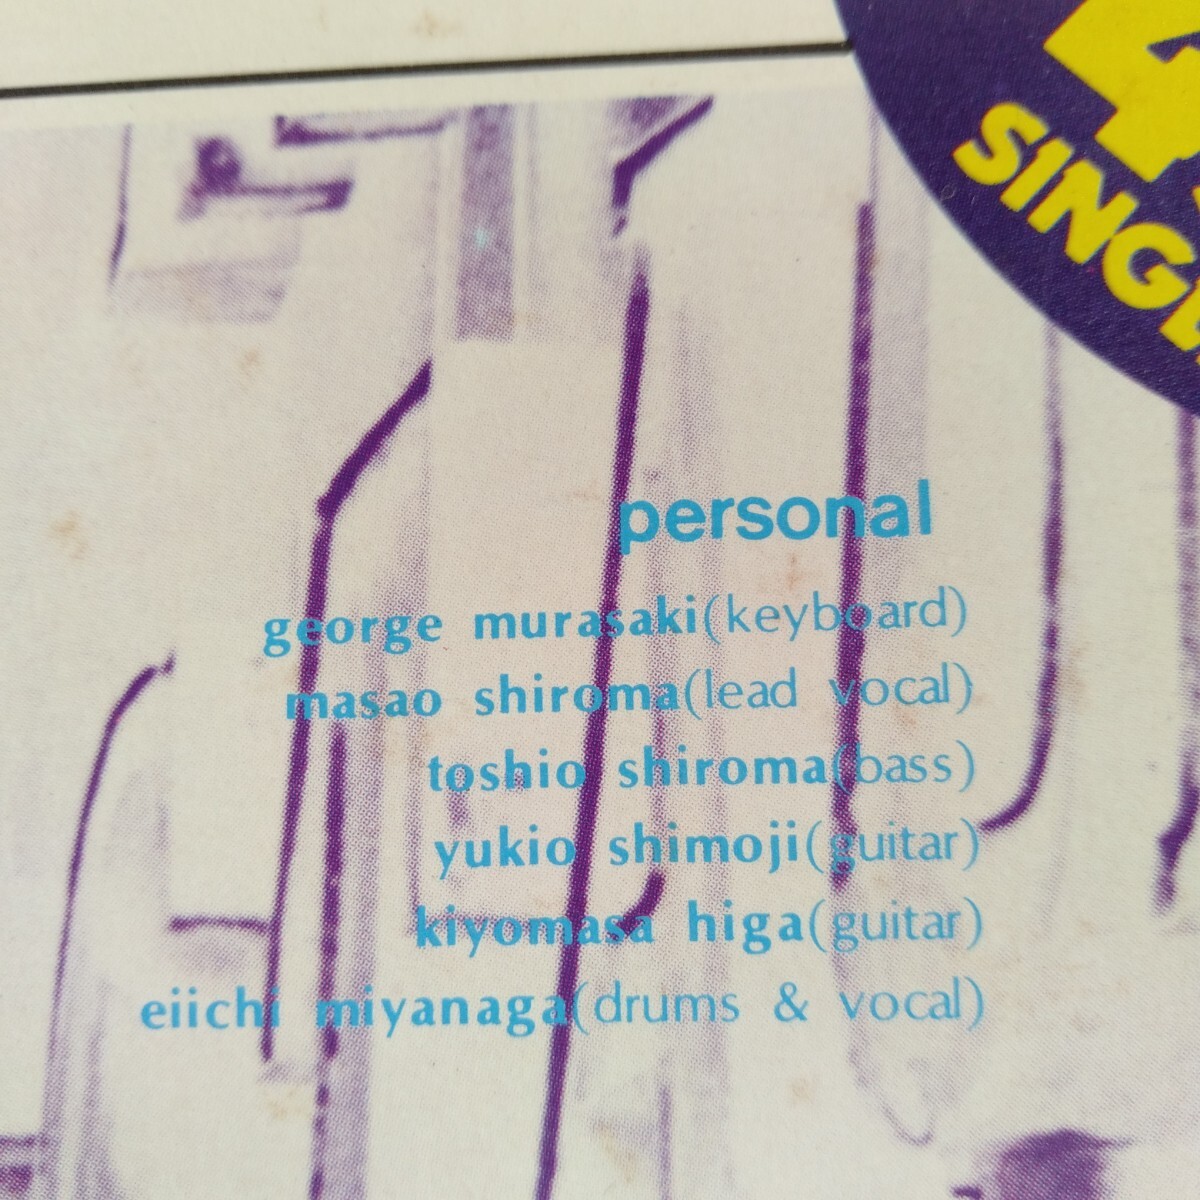 personal
george murasaki(keyboard)
masao shiroma(lead vocal)
toshio shiroma(bass)
yukio shimoji(guitar)
kiyomasa higa(guitar)
eiichi miyanaga(drums & vocal)